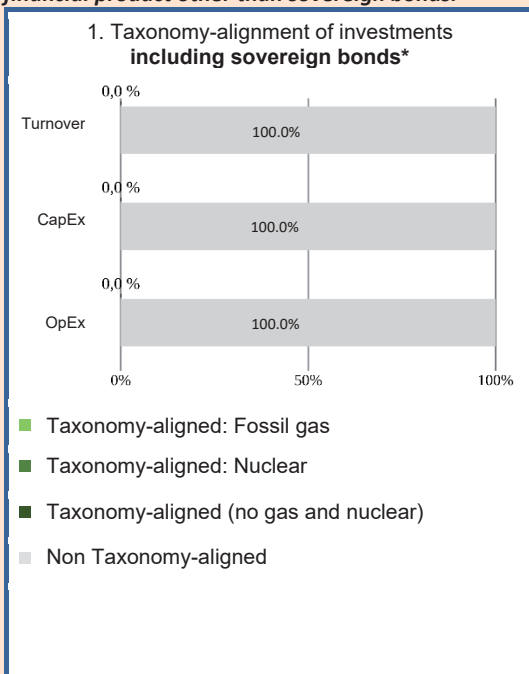 financial product other than sovereign bonds.
1. Taxonomy-alignment of investments
including sovereign bonds*
0,0 %
Turnover
100.0%
0,0 %
CapEx
100.0%
0,0 %
OpEx
100.0%
0%
50%
100%
Taxonomy-aligned: Fossil gas
Taxonomy-aligned: Nuclear
Taxonomy-aligned (no gas and nuclear)
Non Taxonomy-aligned